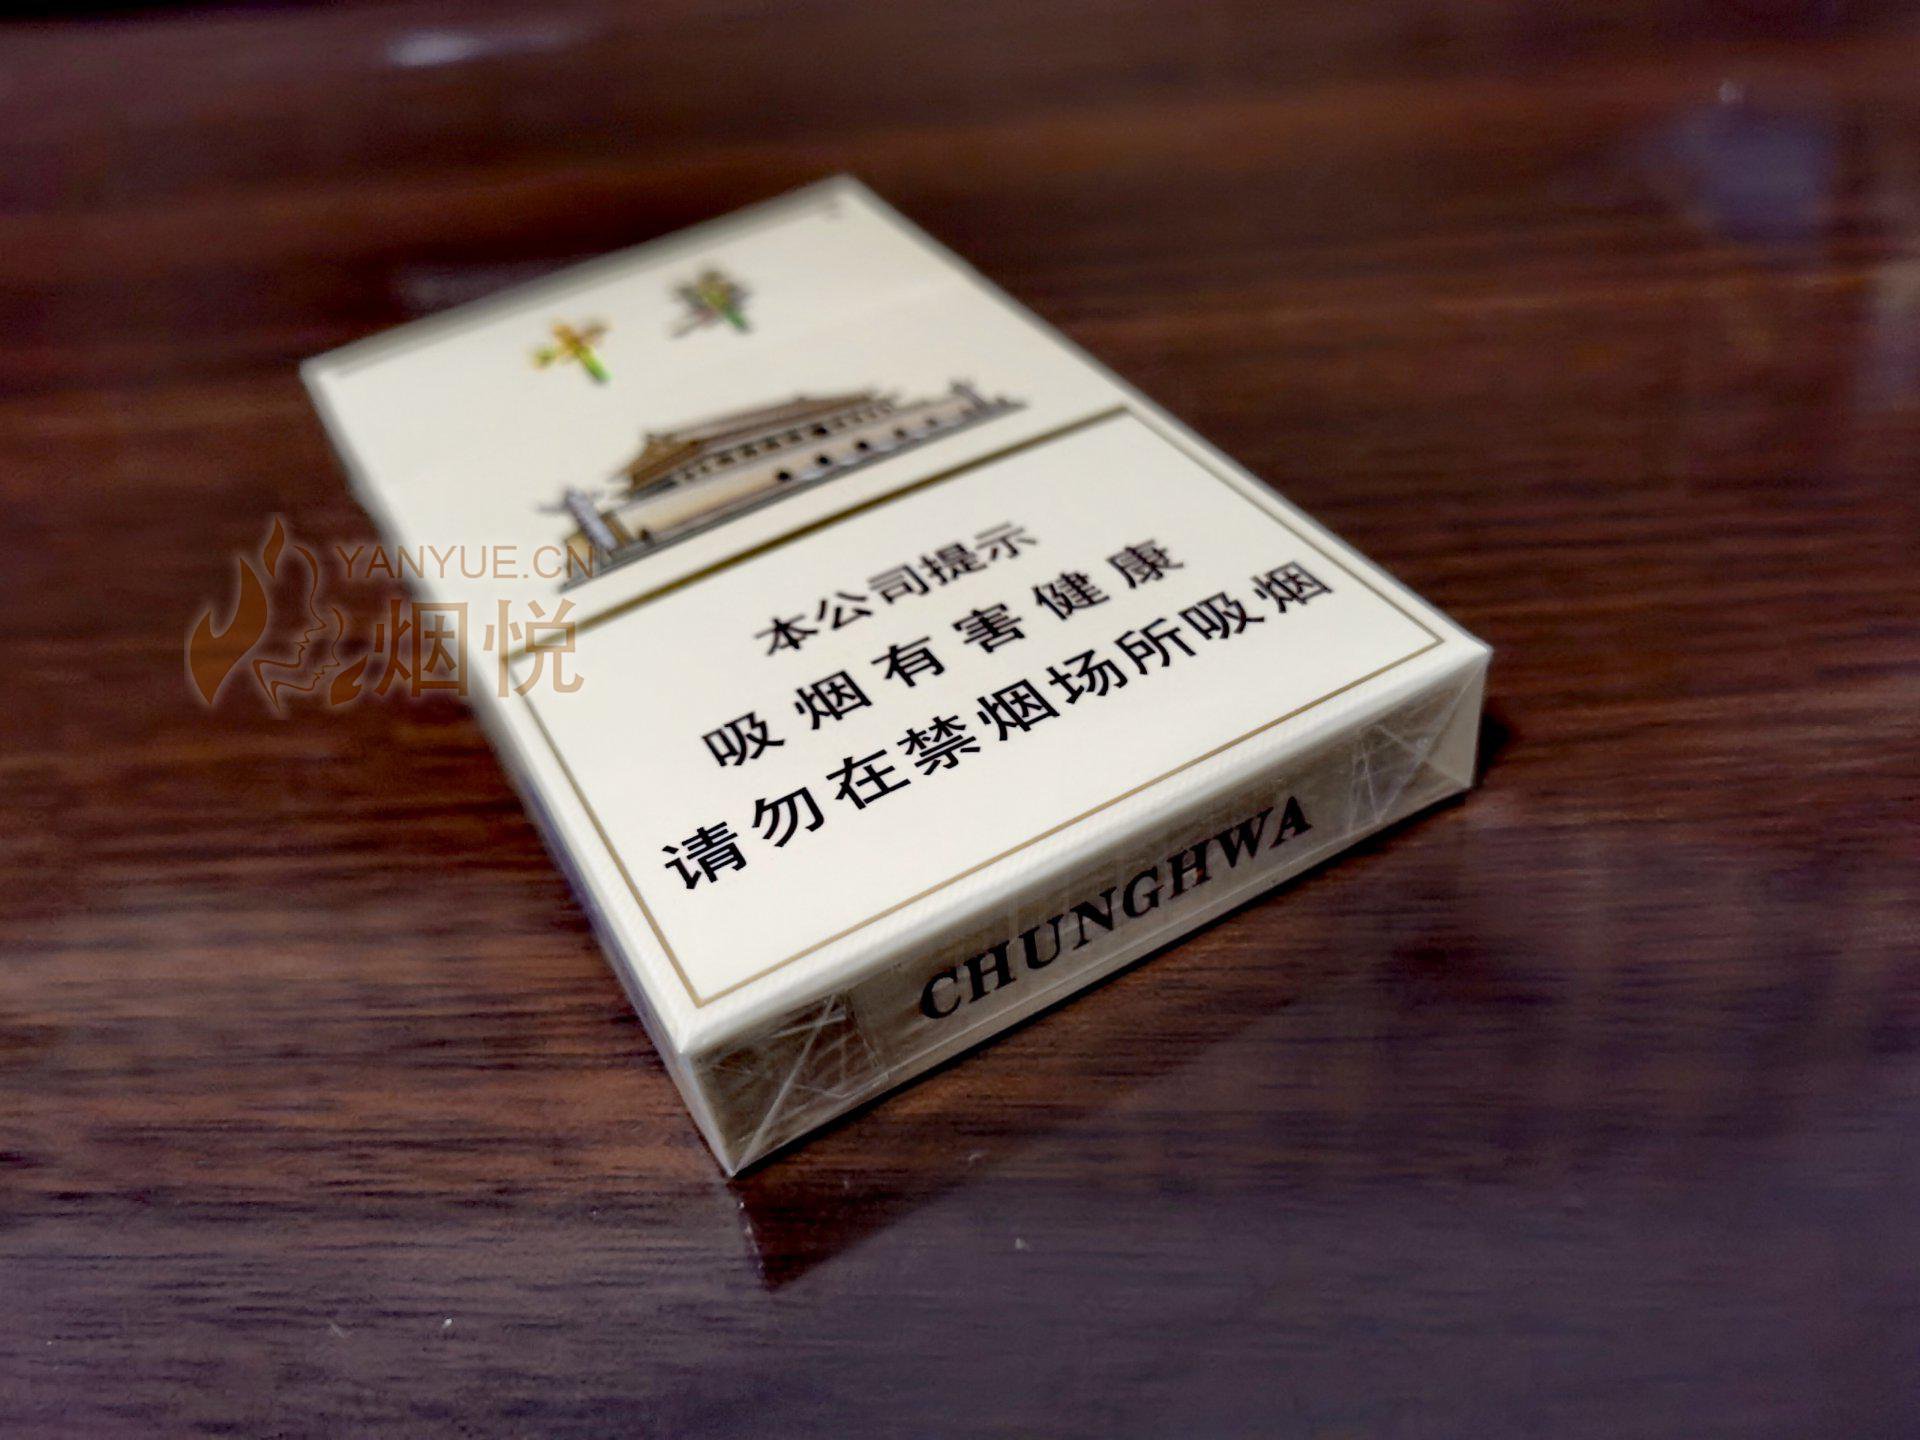 中华
YANYUE.CN
烟悦
本公司提示
吸烟有害健康
请勿在禁烟场所吸烟
CHUNGHWA